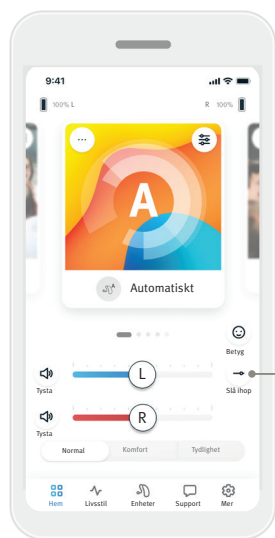 9:41
100% L
R 100%
...
A
A
Automatiskt
Betyg
L
Tysta
Slå ihop
R
Tysta
Normal Komfort Tydlighet
Hem Livsstil Enheter Support Mer